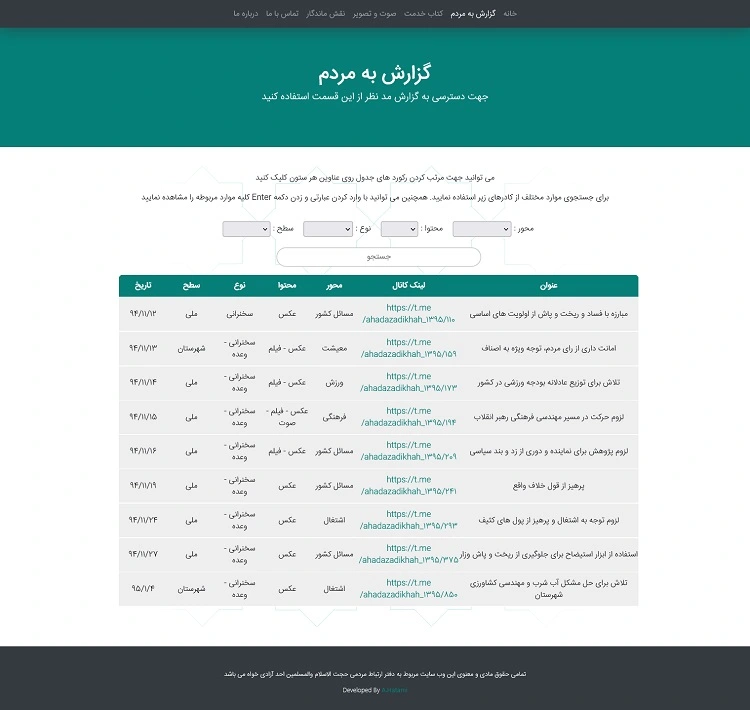 خانه گزارش به مردم کتاب خدمت صوت و تصویر نقش ماندگار تماس با ما درباره ما
گزارش به مردم
جهت دسترسی به گزارش مد نظر از این قسمت استفاده کنید
می توانید جهت مرتب کردن رکورد های جدول روی عناوین هر ستون کلیک کنید
برای جستجوی موارد مختلف از کادرهای زیر استفاده نمایید. همچنین می توانید با وارد کردن عبارتی و زدن دکمه Enter کلیه موارد مربوطه را مشاهده نمایید
محور : محتوا : نوع : سطح :
جستجو
عنوان لینک کانال محور محتوا نوع سطح تاریخ
مبارزه با فساد و ریخت و پاش از اولویت های اساسی https://t.me/ahadazadikhah_۱۳۹۵/۱۱۰ مسائل کشور عکس سخنرانی ملی ۹۴/۱۱/۱۲
امانت داری از رای مردم، توجه ویژه به اصناف https://t.me/ahadazadikhah_۱۳۹۵/۱۵۹ معیشت عکس - فیلم سخنرانی - وعده شهرستان ۹۴/۱۱/۱۳
تلاش برای توزیع عادلانه بودجه ورزشی در کشور https://t.me/ahadazadikhah_۱۳۹۵/۱۷۳ ورزش عکس - فیلم سخنرانی - وعده ملی ۹۴/۱۱/۱۴
لزوم حرکت در مسیر مهندسی فرهنگی رهبر انقلاب https://t.me/ahadazadikhah_۱۳۹۵/۱۹۴ فرهنگی عکس - فیلم - صوت سخنرانی - وعده ملی ۹۴/۱۱/۱۵
لزوم پژوهش برای نماینده و دوری از زد و بند سیاسی https://t.me/ahadazadikhah_۱۳۹۵/۲۰۹ مسائل کشور عکس - فیلم سخنرانی - وعده ملی ۹۴/۱۱/۱۶
پرهیز از قول خلاف واقع https://t.me/ahadazadikhah_۱۳۹۵/۲۴۱ مسائل کشور عکس سخنرانی - وعده ملی ۹۴/۱۱/۱۹
لزوم توجه به اشتغال و پرهیز از پول های کثیف https://t.me/ahadazadikhah_۱۳۹۵/۲۹۳ اشتغال عکس سخنرانی - وعده ملی ۹۴/۱۱/۲۴
استفاده از ابزار استیضاح برای جلوگیری از ریخت و پاش وزار https://t.me/ahadazadikhah_۱۳۹۵/۳۷۵ مسائل کشور عکس سخنرانی - وعده ملی ۹۴/۱۱/۲۷
تلاش برای حل مشکل آب شرب و مهندسی کشاورزی شهرستان https://t.me/ahadazadikhah_۱۳۹۵/۸۵۰ اشتغال عکس سخنرانی - وعده شهرستان ۹۵/۱/۴
تمامی حقوق مادی و معنوی این وب سایت مربوط به دفتر ارتباط مردمی حجت الاسلام والمسلمین احد آزادی خواه می باشد
Developed By